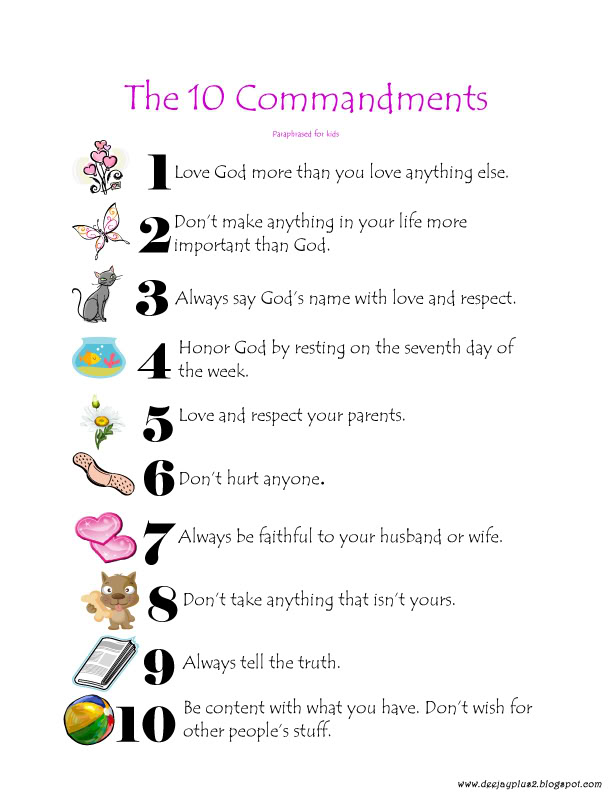 The 10 Commandments
Paraphrased for kids
1 Love God more than you love anything else.
2 Don't make anything in your life more
important than God.
3 Always say God's name with love and respect.
4 Honor God by resting on the seventh day of
the week.
5 Love and respect your parents.
6 Don't hurt anyone.
7 Always be faithful to your husband or wife.
8 Don't take anything that isn't yours.
9 Always tell the truth.
10 Be content with what you have. Don't wish for
other people's stuff.
www.deejayplus2.blogspot.com